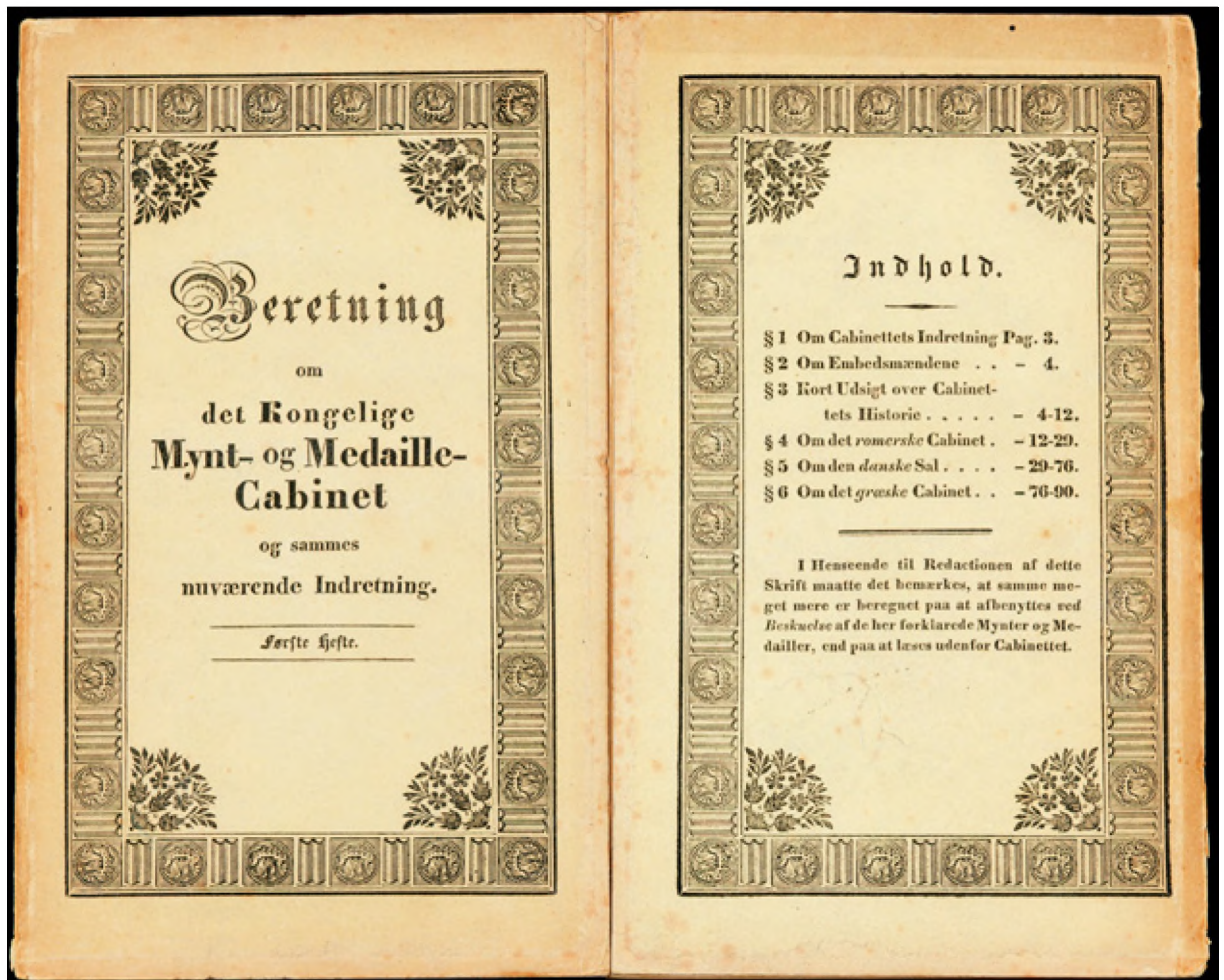 Beretning
om
det Kongelige
Mynt- og Medaille-
Cabinet
og sammes
nuværende Indretning.
Første Hefte.
Indhold.
§ 1 Om Cabinettets Indretning Pag. 3.
§ 2 Om Embedsmændene . . – 4.
§ 3 Kort Udsigt over Cabinet-
tets Historie . . . . . – 4-12.
§ 4 Om det romerske Cabinet . – 12-29.
§ 5 Om den danske Sal . . . . – 29-76.
§ 6 Om det græske Cabinet . . – 76-90.
I Henseende til Redactionen af dette
Skrift maatte det bemærkes, at samme me-
get mere er beregnet paa at afbenyttes ved
Beskuelse af de her forklarede Mynter og Me-
dailler, end paa at læses udenfor Cabinettet.